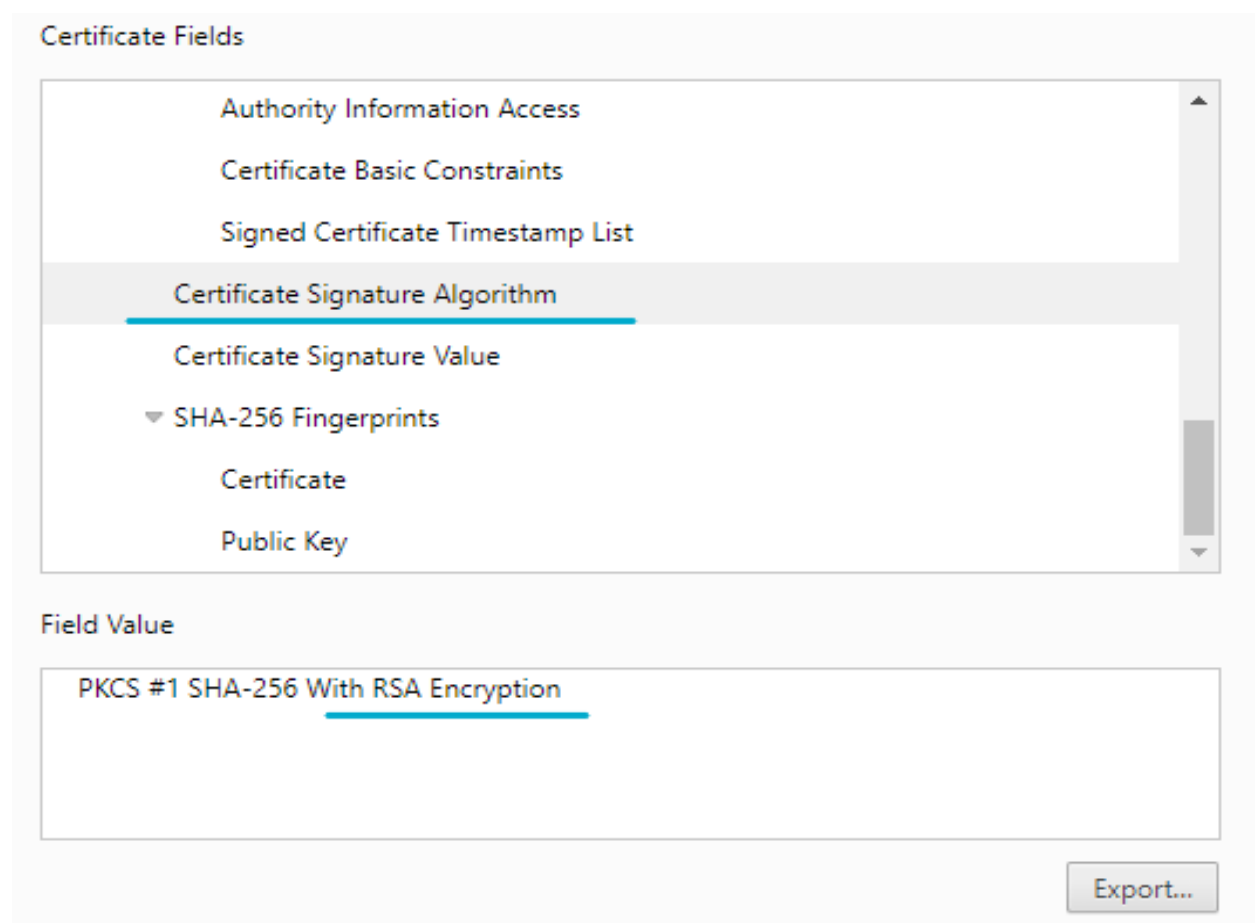 Certificate Fields
Authority Information Access
Certificate Basic Constraints
Signed Certificate Timestamp List
Certificate Signature Algorithm
Certificate Signature Value
SHA-256 Fingerprints
Certificate
Public Key
Field Value
PKCS #1 SHA-256 With RSA Encryption
Export...